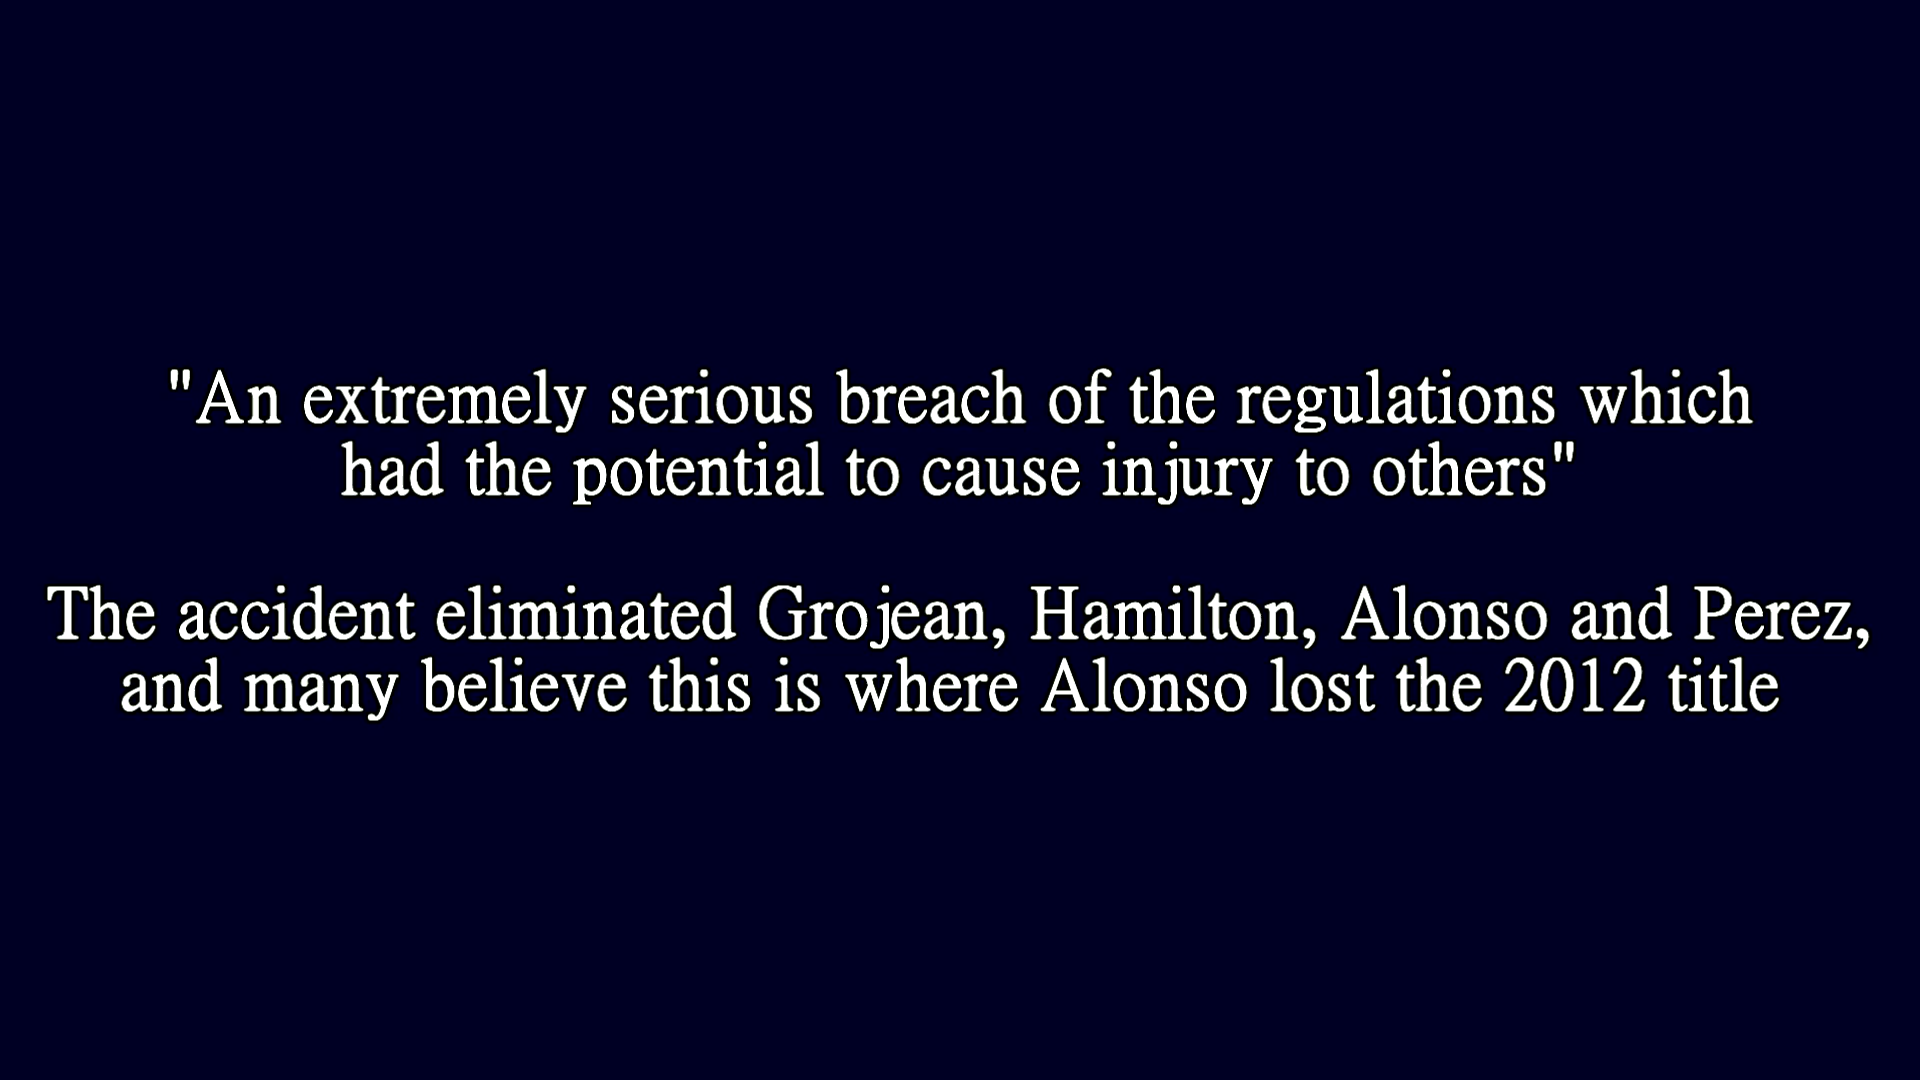 "An extremely serious breach of the regulations which
had the potential to cause injury to others"
The accident eliminated Grojean, Hamilton, Alonso and Perez,
and many believe this is where Alonso lost the 2012 title